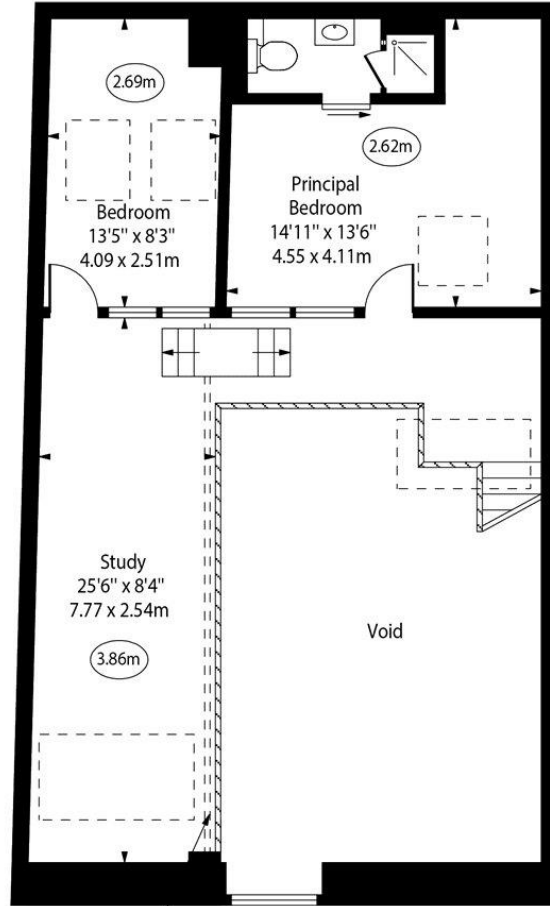 2.69m
Bedroom
13'5" x 8'3"
4.09 x 2.51m
2.62m
Principal
Bedroom
14'11" x 13'6"
4.55 x 4.11m
Study
25'6" x 8'4"
7.77 x 2.54m
3.86m
Void